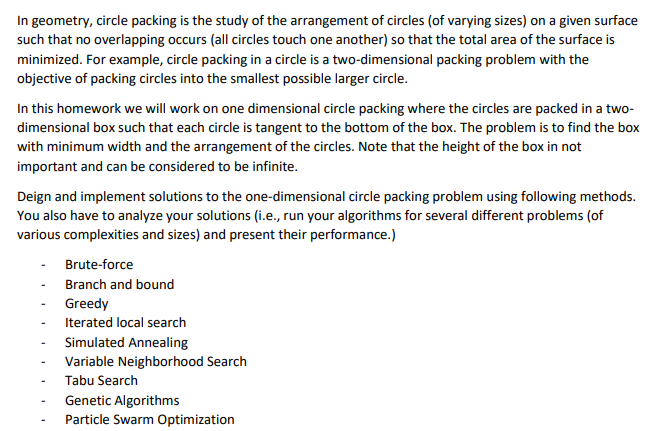 In geometry, circle packing is the study of the arrangement of circles (of varying sizes) on a given surface
such that no overlapping occurs (all circles touch one another) so that the total area of the surface is
minimized. For example, circle packing in a circle is a two-dimensional packing problem with the
objective of packing circles into the smallest possible larger circle.
In this homework we will work on one dimensional circle packing where the circles are packed in a two-
dimensional box such that each circle is tangent to the bottom of the box. The problem is to find the box
with minimum width and the arrangement of the circles. Note that the height of the box in not
important and can be considered to be infinite.
Deign and implement solutions to the one-dimensional circle packing problem using following methods.
You also have to analyze your solutions (i.e., run your algorithms for several different problems (of
various complexities and sizes) and present their performance.)
- Brute-force
- Branch and bound
- Greedy
- Iterated local search
- Simulated Annealing
- Variable Neighborhood Search
- Tabu Search
- Genetic Algorithms
- Particle Swarm Optimization